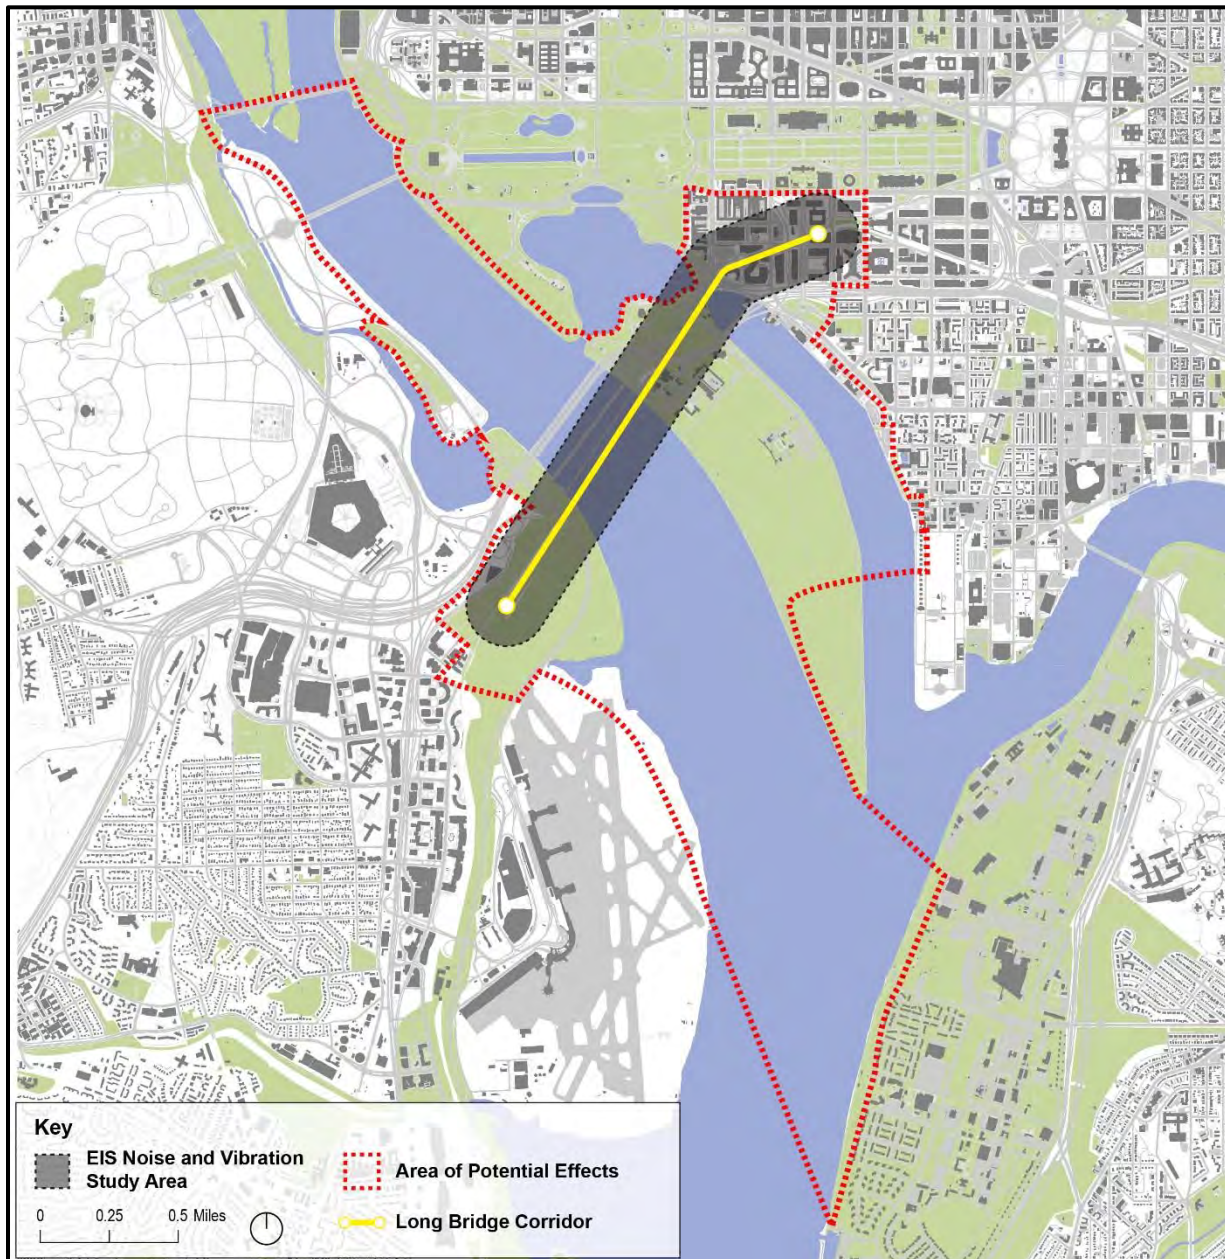 Key
EIS Noise and Vibration
Study Area
Area of Potential Effects
0 0.25 0.5 Miles
Long Bridge Corridor